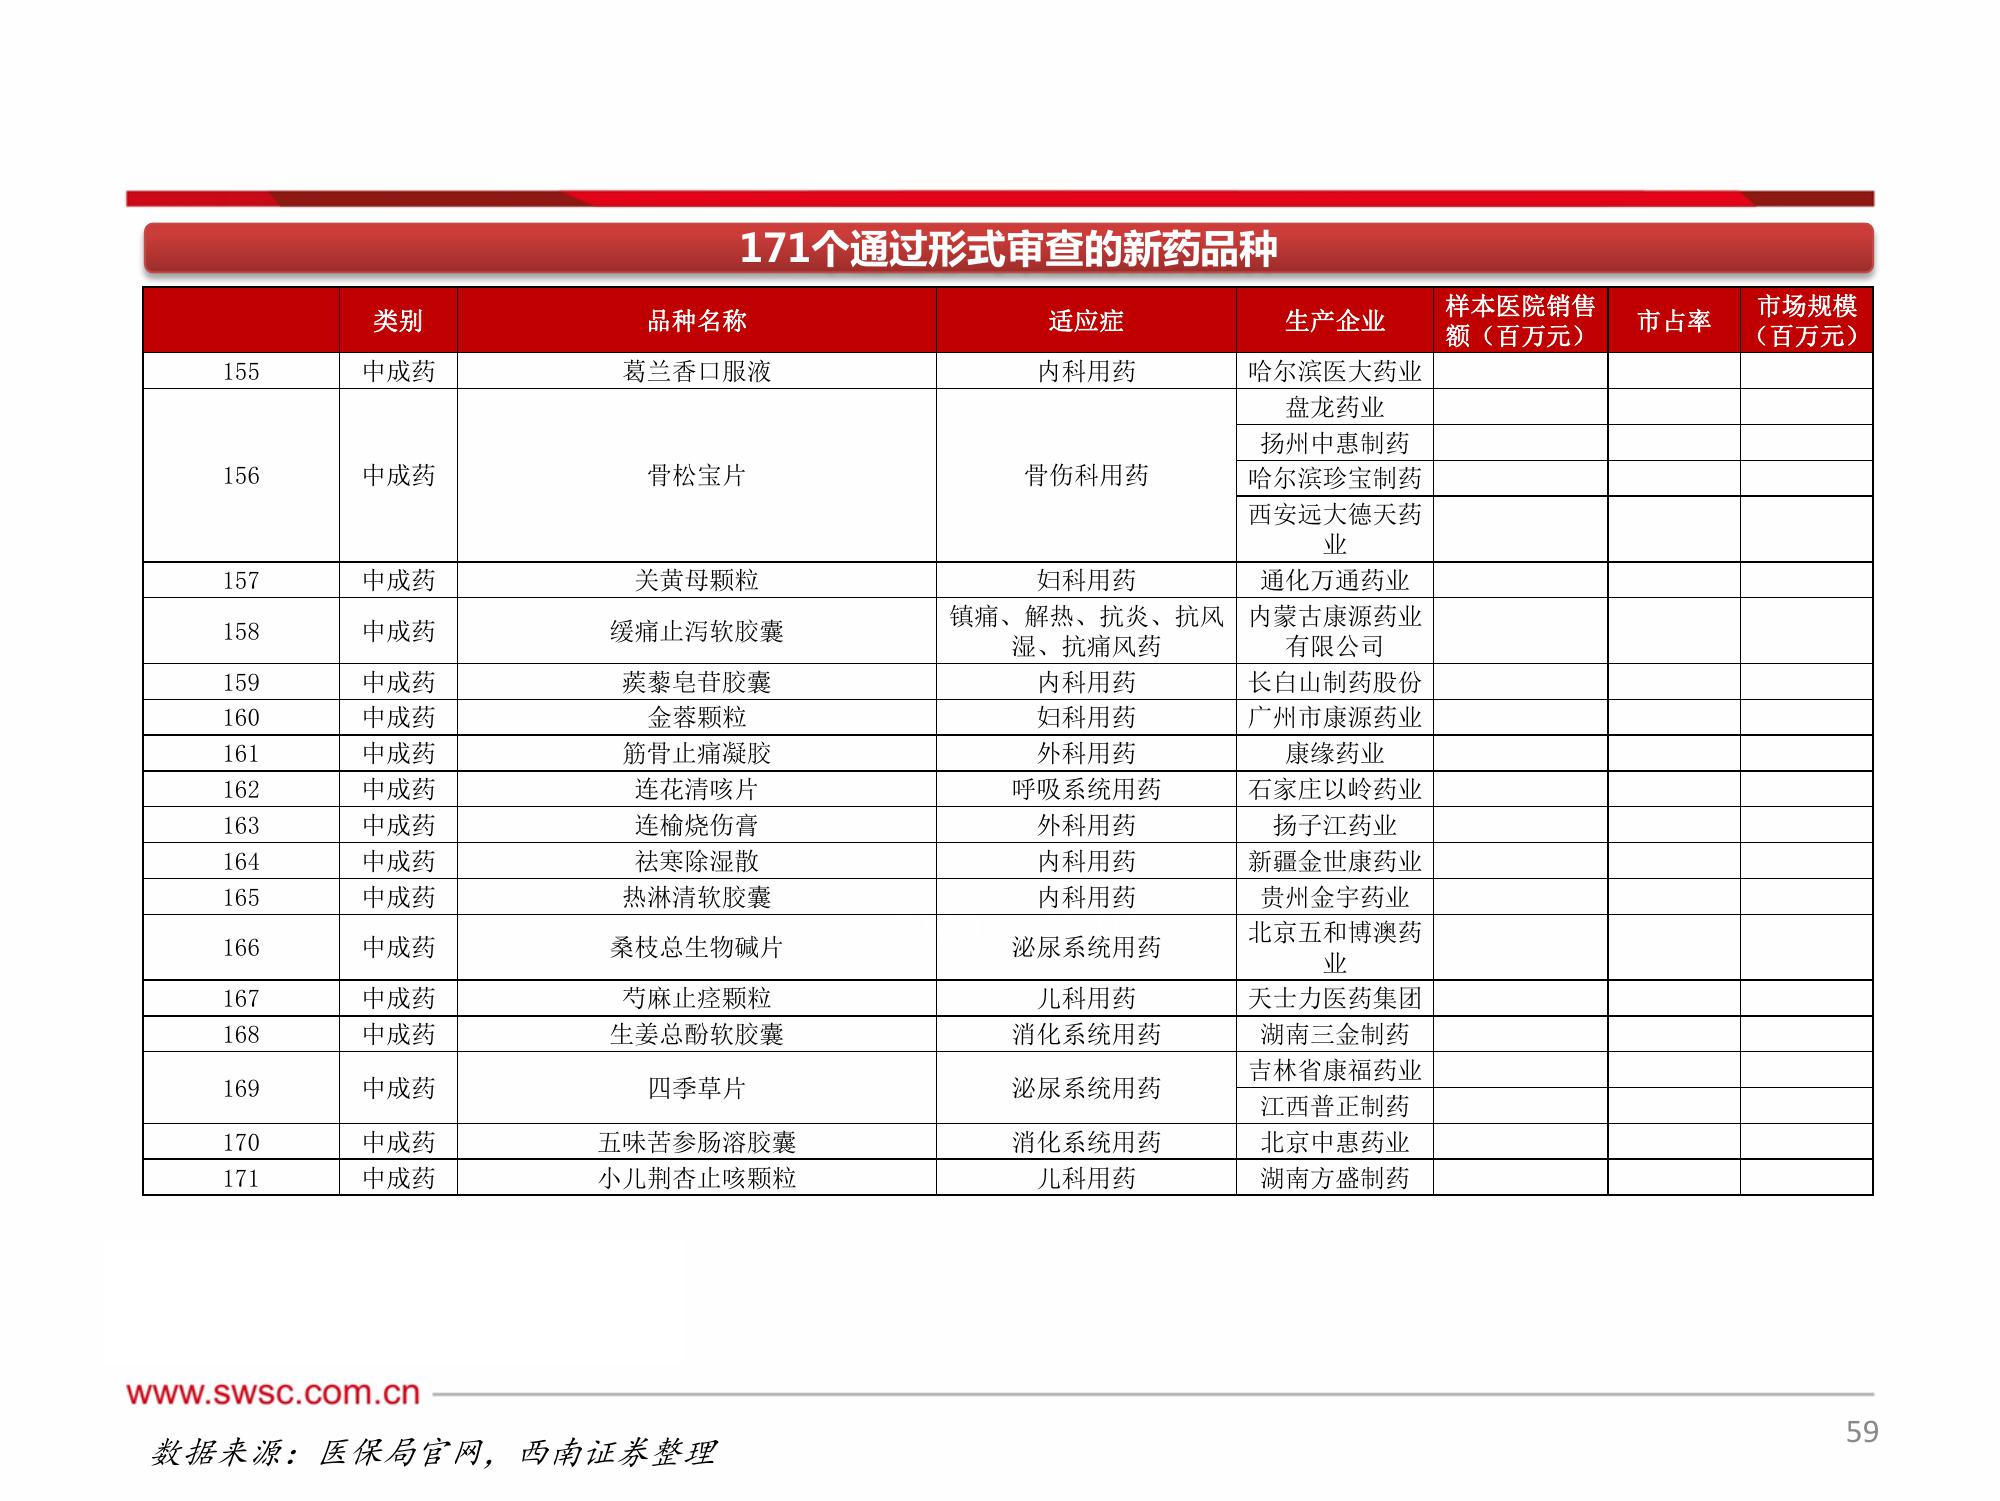 171个通过形式审查的新药品种
类别 品种名称 适应症 生产企业 样本医院销售额（百万元） 市占率 市场规模（百万元）
155 中成药 葛兰香口服液 内科用药 哈尔滨医大药业
156 中成药 骨松宝片 骨伤科用药 盘龙药业
扬州中惠制药
哈尔滨珍宝制药
西安远大德天药业
157 中成药 关黄母颗粒 妇科用药 通化万通药业
158 中成药 缓痛止泻软胶囊 镇痛、解热、抗炎、抗风湿、抗痛风药 内蒙古康源药业有限公司
159 中成药 蒺藜皂苷胶囊 内科用药 长白山制药股份
160 中成药 金蓉颗粒 妇科用药 广州市康源药业
161 中成药 筋骨止痛凝胶 外科用药 康缘药业
162 中成药 连花清咳片 呼吸系统用药 石家庄以岭药业
163 中成药 连榆烧伤膏 外科用药 扬子江药业
164 中成药 祛寒除湿散 内科用药 新疆金世康药业
165 中成药 热淋清软胶囊 内科用药 贵州金宇药业
166 中成药 桑枝总生物碱片 泌尿系统用药 北京五和博澳药业
167 中成药 芍麻止痉颗粒 儿科用药 天士力医药集团
168 中成药 生姜总酚软胶囊 消化系统用药 湖南三金制药
169 中成药 四季草片 泌尿系统用药 吉林省康福药业
江西普正制药
170 中成药 五味苦参肠溶胶囊 消化系统用药 北京中惠药业
171 中成药 小儿荆杏止咳颗粒 儿科用药 湖南方盛制药
www.swsc.com.cn
数据来源：医保局官网，西南证券整理
59